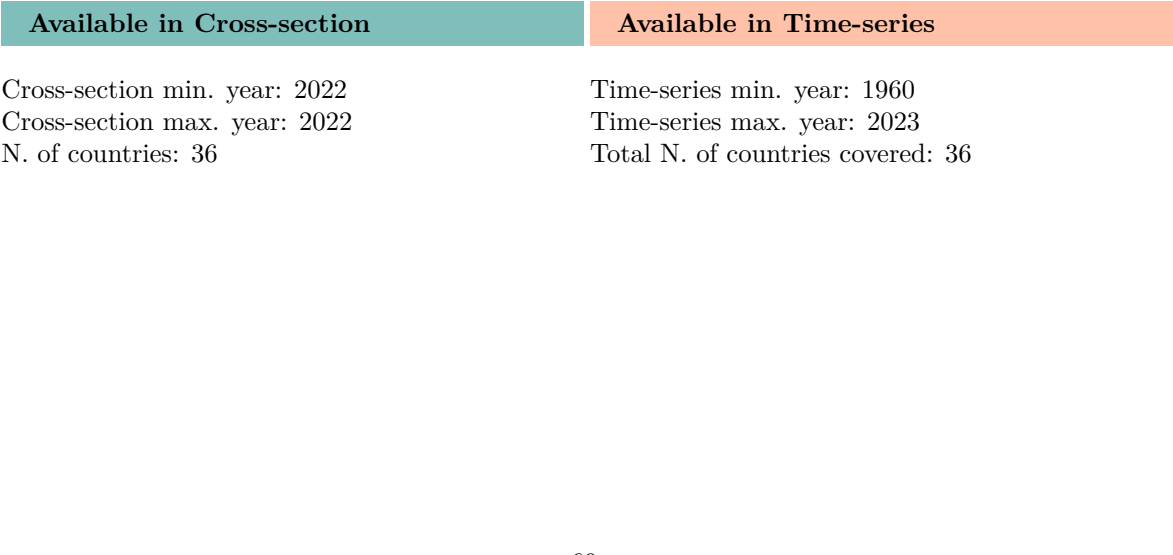 Available in Cross-section
Cross-section min. year: 2022
Cross-section max. year: 2022
N. of countries: 36
Available in Time-series
Time-series min. year: 1960
Time-series max. year: 2023
Total N. of countries covered: 36